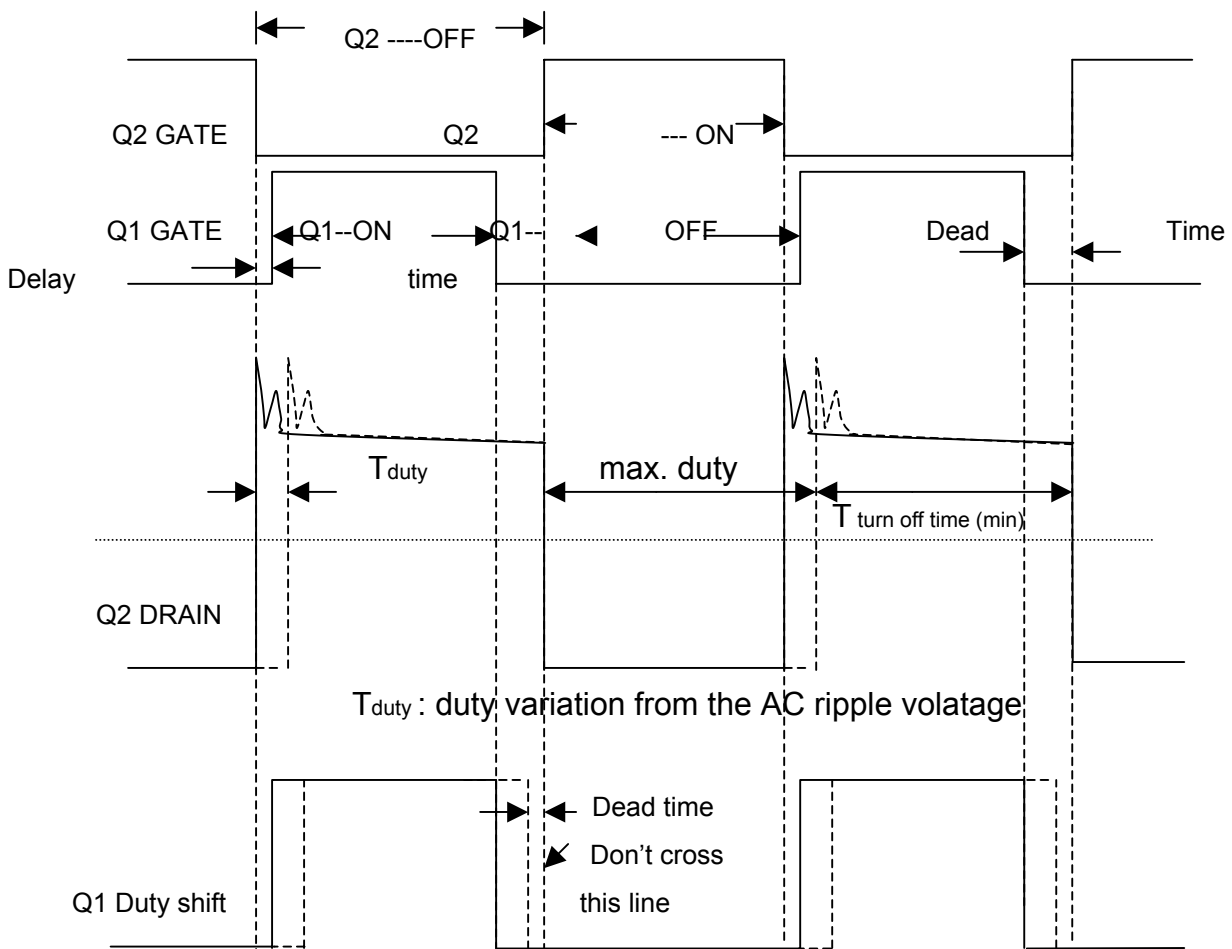 Q2 ----OFF
Q2 GATE Q2 --- ON
Q1 GATE Q1--ON Q1-- OFF Dead Time
Delay time
Tduty max. duty
T turn off time (min)
Q2 DRAIN
Tduty : duty variation from the AC ripple volatage
Dead time
Don't cross
Q1 Duty shift this line